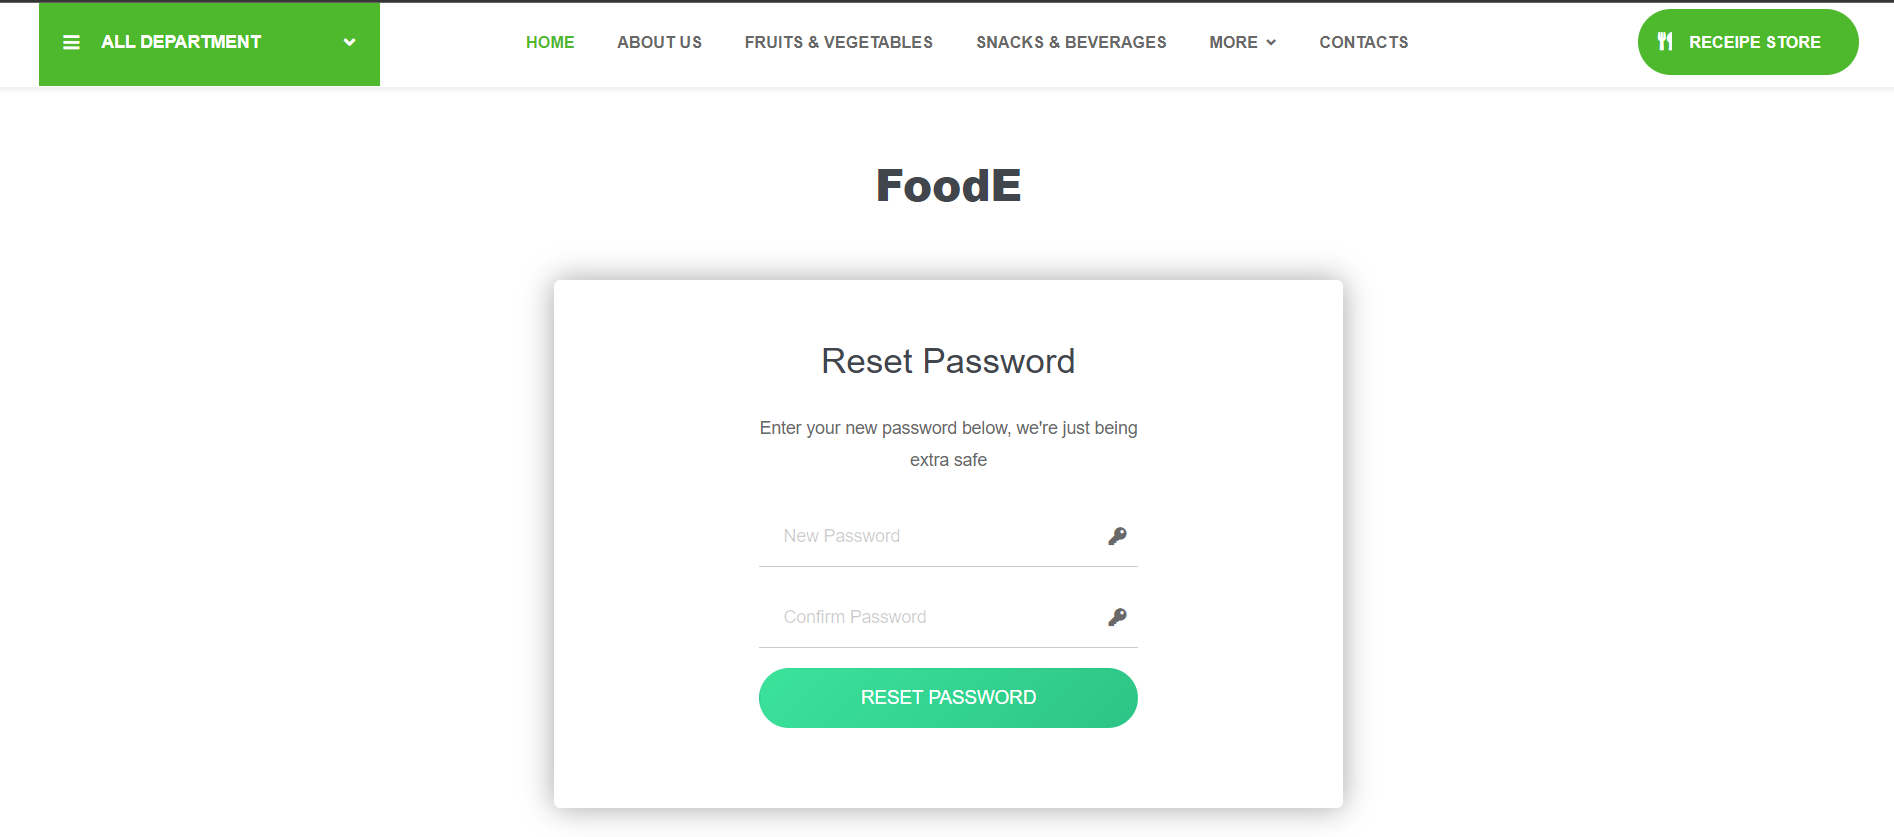 ALL DEPARTMENT
HOME ABOUT US FRUITS & VEGETABLES SNACKS & BEVERAGES MORE CONTACTS
RECEIPE STORE
FoodE
Reset Password
Enter your new password below, we're just being
extra safe
New Password
Confirm Password
RESET PASSWORD